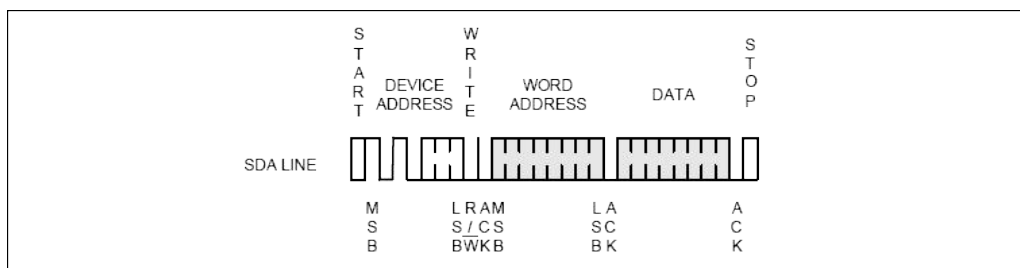 START
DEVICE ADDRESS
WRITE
WORD ADDRESS
DATA
STOP
SDA LINE
MSB
LSB
R/W̅
ACK
MSB
LSB
ACK
ACK